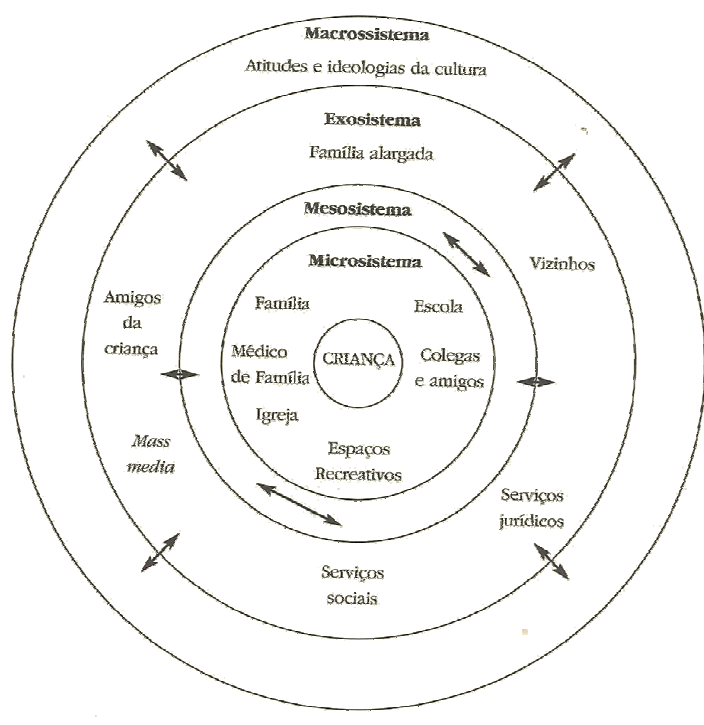 Macrossistema
Atitudes e ideologias da cultura
Exosistema
Família alargada
Mesosistema
Microsistema
Vizinhos
Amigos
da
criança
Família
Escola
CRIANÇA
Médico
de Família
Colegas
e amigos
Igreja
Mass
media
Espaços
Recreativos
Serviços
jurídicos
Serviços
sociais